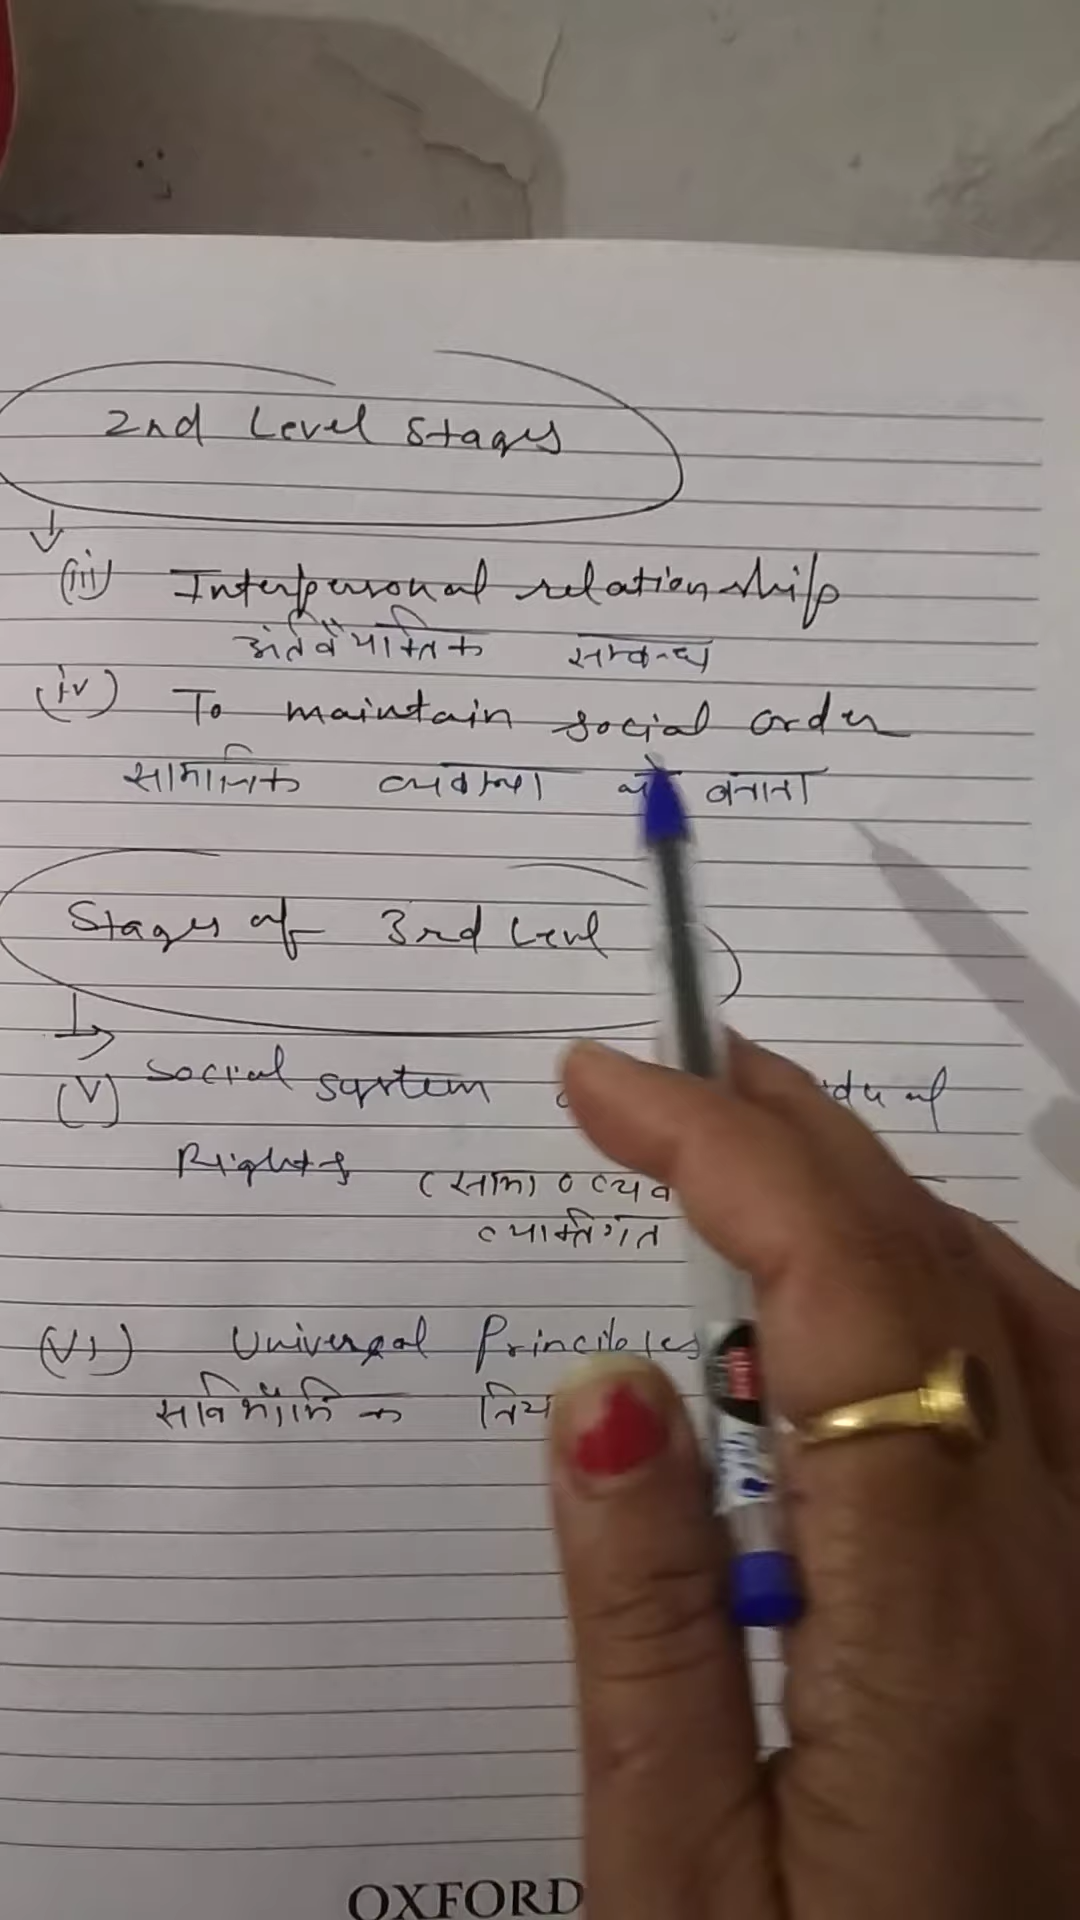 2nd Level Stages
(iii) Interpersonal relationship
अंतर्वैयक्तिक सम्बन्ध
(iv) To maintain social order
सामाजिक व्यवस्था बनाना
Stages of 3rd Level
(V) Social system
Rights (सामा० व्यव
व्यक्तिगत
(VI) Universal Principles
सार्वभौमिक निय
OXFORD